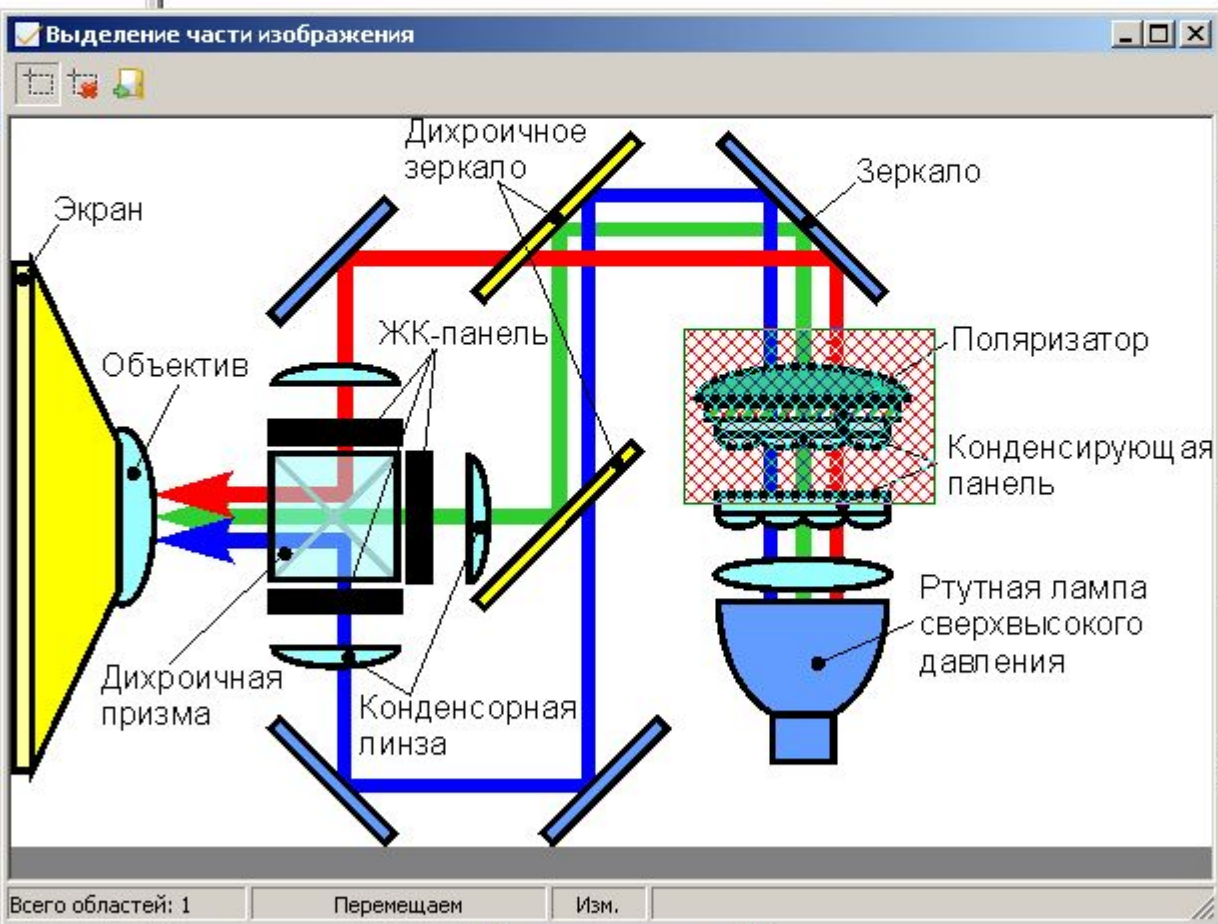 Выделение части изображения
Дихроичное
зеркало
Зеркало
Экран
ЖК-панель
Поляризатор
Объектив
Конденсирующая
панель
Ртутная лампа
сверхвысокого
давления
Дихроичная
призма
Конденсорная
линза
Всего областей: 1
Перемещаем
Изм.